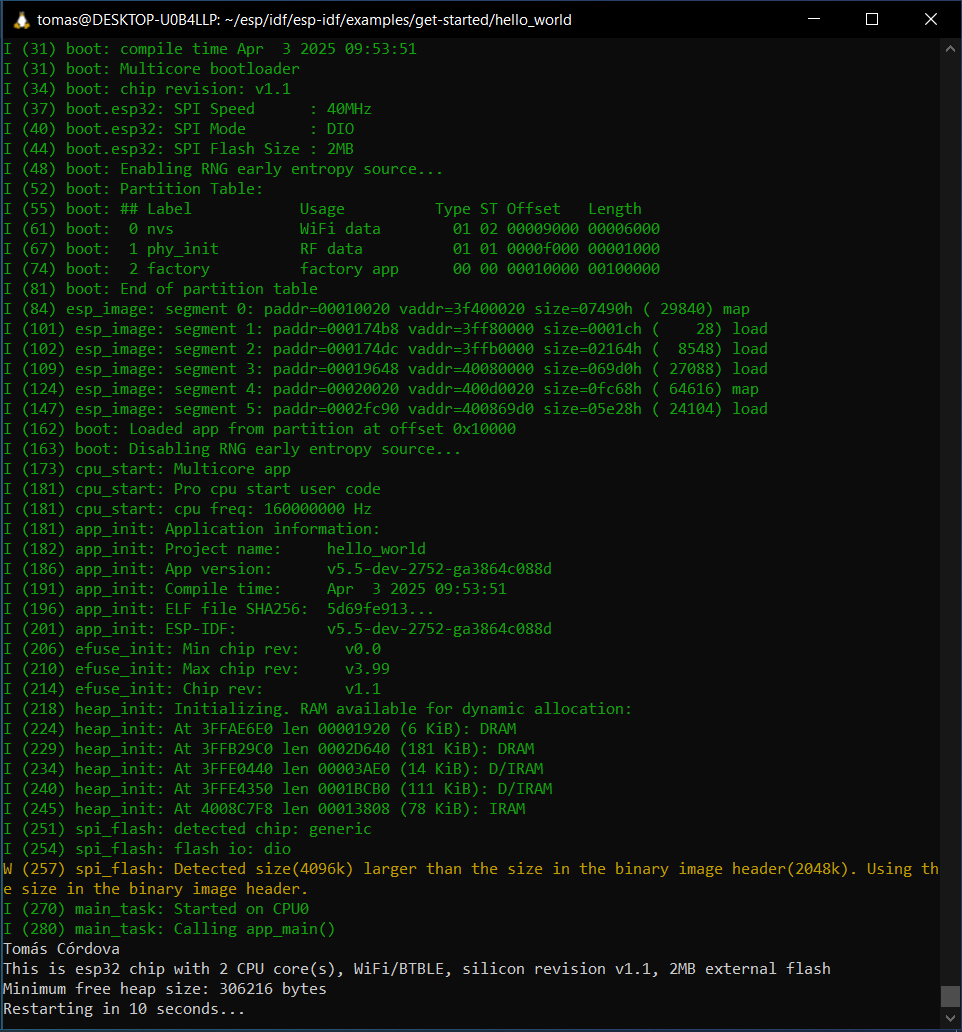 tomas@DESKTOP-U0B4LLP: ~/esp/idf/esp-idf/examples/get-started/hello_world
I (31) boot: compile time Apr  3 2025 09:53:51
I (31) boot: Multicore bootloader
I (34) boot: chip revision: v1.1
I (37) boot.esp32: SPI Speed      : 40MHz
I (40) boot.esp32: SPI Mode       : DIO
I (44) boot.esp32: SPI Flash Size : 2MB
I (48) boot: Enabling RNG early entropy source...
I (52) boot: Partition Table:
I (55) boot: ## Label            Usage          Type ST Offset   Length
I (61) boot:  0 nvs              WiFi data        01 02 00009000 00006000
I (67) boot:  1 phy_init         RF data          01 01 0000f000 00001000
I (74) boot:  2 factory          factory app      00 00 00010000 00100000
I (81) boot: End of partition table
I (84) esp_image: segment 0: paddr=00010020 vaddr=3f400020 size=07490h ( 29840) map
I (101) esp_image: segment 1: paddr=000174b8 vaddr=3ff80000 size=0001ch (    28) load
I (102) esp_image: segment 2: paddr=000174dc vaddr=3ffb0000 size=02164h (  8548) load
I (109) esp_image: segment 3: paddr=00019648 vaddr=40080000 size=069d0h ( 27088) load
I (124) esp_image: segment 4: paddr=00020020 vaddr=400d0020 size=0fc68h ( 64616) map
I (147) esp_image: segment 5: paddr=0002fc90 vaddr=400869d0 size=05e28h ( 24104) load
I (162) boot: Loaded app from partition at offset 0x10000
I (163) boot: Disabling RNG early entropy source...
I (173) cpu_start: Multicore app
I (181) cpu_start: Pro cpu start user code
I (181) cpu_start: cpu freq: 160000000 Hz
I (181) app_init: Application information:
I (182) app_init: Project name:     hello_world
I (186) app_init: App version:      v5.5-dev-2752-ga3864c088d
I (191) app_init: Compile time:     Apr  3 2025 09:53:51
I (196) app_init: ELF file SHA256:  5d69fe913...
I (201) app_init: ESP-IDF:          v5.5-dev-2752-ga3864c088d
I (206) efuse_init: Min chip rev:     v0.0
I (210) efuse_init: Max chip rev:     v3.99
I (214) efuse_init: Chip rev:         v1.1
I (218) heap_init: Initializing. RAM available for dynamic allocation:
I (224) heap_init: At 3FFAE6E0 len 00001920 (6 KiB): DRAM
I (229) heap_init: At 3FFB29C0 len 0002D640 (181 KiB): DRAM
I (234) heap_init: At 3FFE0440 len 00003AE0 (14 KiB): D/IRAM
I (240) heap_init: At 3FFE4350 len 0001BCB0 (111 KiB): D/IRAM
I (245) heap_init: At 4008C7F8 len 00013808 (78 KiB): IRAM
I (251) spi_flash: detected chip: generic
I (254) spi_flash: flash io: dio
W (257) spi_flash: Detected size(4096k) larger than the size in the binary image header(2048k). Using th
e size in the binary image header.
I (270) main_task: Started on CPU0
I (280) main_task: Calling app_main()
Tomás Córdova
This is esp32 chip with 2 CPU core(s), WiFi/BTBLE, silicon revision v1.1, 2MB external flash
Minimum free heap size: 306216 bytes
Restarting in 10 seconds...